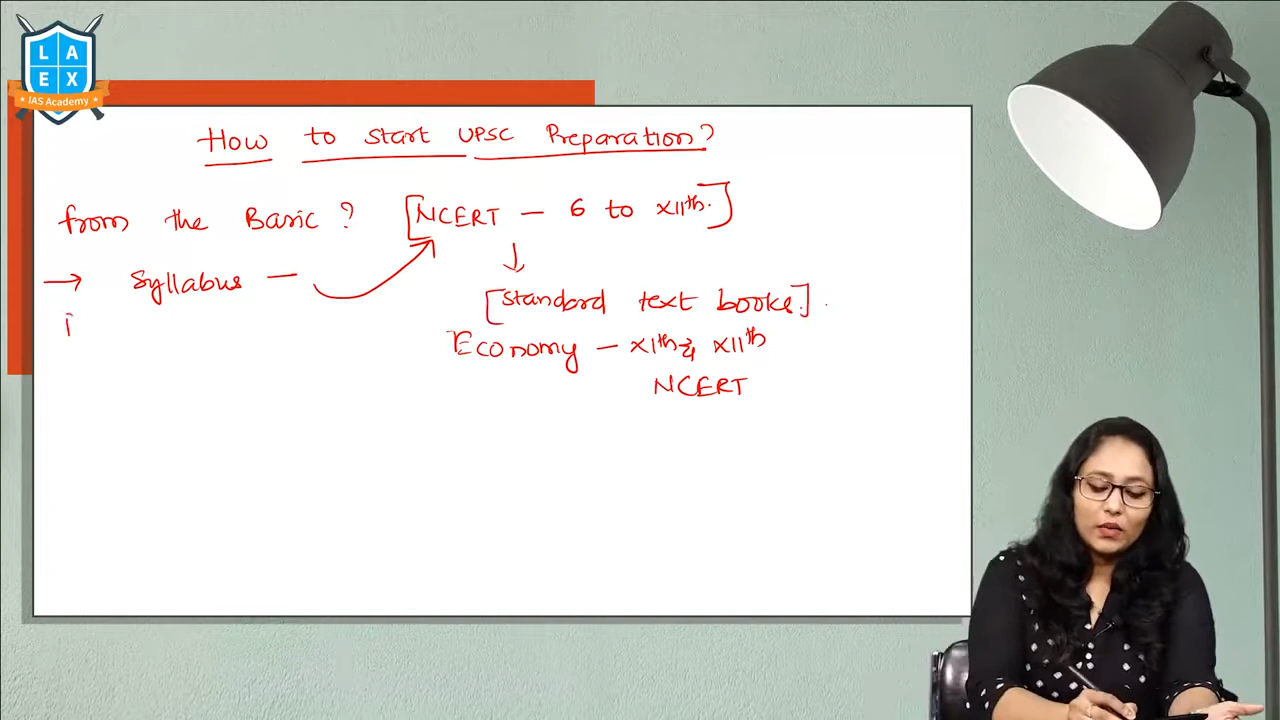 L A
E X
IAS Academy
How to start UPSC Preparation?
from the Basic? [NCERT – 6 to XIIth.]
→ Syllabus –
[Standard text books].
Economy – XIth & XIIth
NCERT